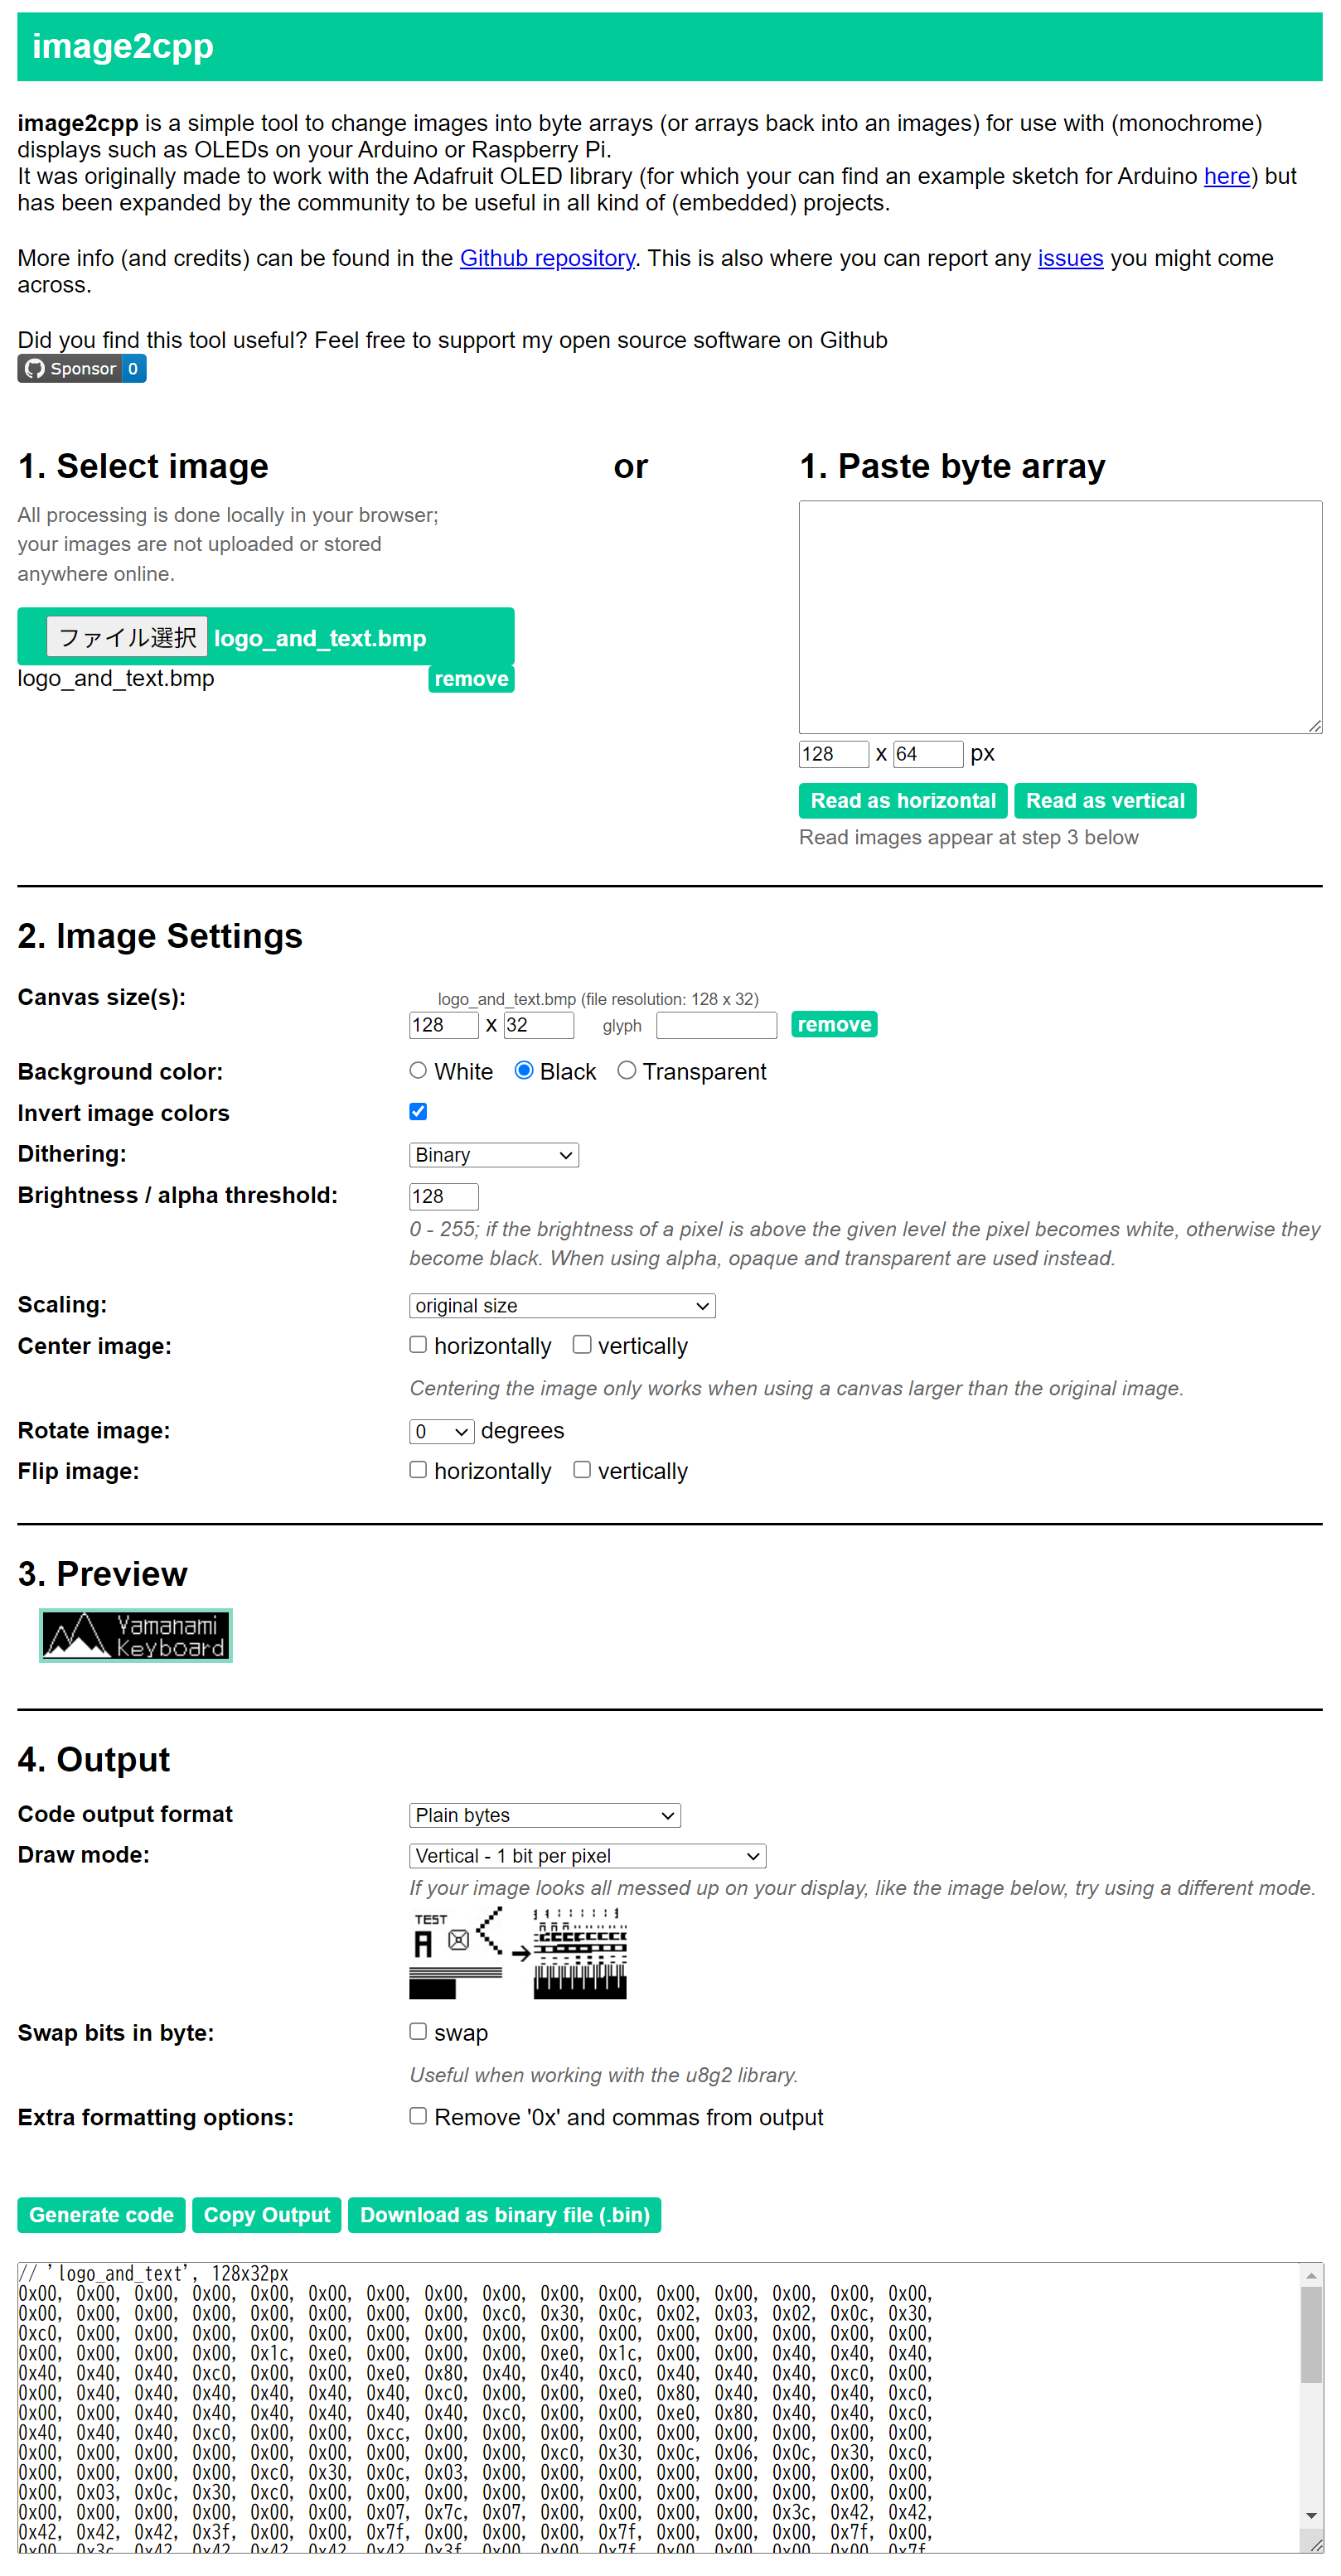 image2cpp
image2cpp is a simple tool to change images into byte arrays (or arrays back into an images) for use with (monochrome)
displays such as OLEDs on your Arduino or Raspberry Pi.
It was originally made to work with the Adafruit OLED library (for which your can find an example sketch for Arduino here) but
has been expanded by the community to be useful in all kind of (embedded) projects.
More info (and credits) can be found in the Github repository. This is also where you can report any issues you might come
across.
Did you find this tool useful? Feel free to support my open source software on Github
Sponsor 0
1. Select image
All processing is done locally in your browser;
your images are not uploaded or stored
anywhere online.
ファイル選択 logo_and_text.bmp
logo_and_text.bmp remove
or
1. Paste byte array
128 x 64 px
Read as horizontal Read as vertical
Read images appear at step 3 below
2. Image Settings
Canvas size(s):
logo_and_text.bmp (file resolution: 128 x 32)
128 x 32 glyph remove
Background color: White Black Transparent
Invert image colors
Dithering: Binary
Brightness / alpha threshold: 128
0 - 255; if the brightness of a pixel is above the given level the pixel becomes white, otherwise they
become black. When using alpha, opaque and transparent are used instead.
Scaling: original size
Center image: horizontally vertically
Centering the image only works when using a canvas larger than the original image.
Rotate image: 0 degrees
Flip image: horizontally vertically
3. Preview
Yamanami
Keyboard
4. Output
Code output format Plain bytes
Draw mode: Vertical - 1 bit per pixel
If your image looks all messed up on your display, like the image below, try using a different mode.
TEST
A
Swap bits in byte: swap
Useful when working with the u8g2 library.
Extra formatting options: Remove '0x' and commas from output
Generate code Copy Output Download as binary file (.bin)
// 'logo_and_text', 128x32px
0x00, 0x00, 0x00, 0x00, 0x00, 0x00, 0x00, 0x00, 0x00, 0x00, 0x00, 0x00, 0x00, 0x00, 0x00, 0x00,
0x00, 0x00, 0x00, 0x00, 0x00, 0x00, 0x00, 0x00, 0x00, 0xc0, 0x30, 0x0c, 0x02, 0x03, 0x02, 0x0c, 0x30,
0xc0, 0x00, 0x00, 0x00, 0x00, 0x00, 0x00, 0x00, 0x00, 0x00, 0x00, 0x00, 0x00, 0x00, 0x00, 0x00,
0x00, 0x00, 0x00, 0x00, 0x1c, 0xe0, 0x00, 0x00, 0x00, 0xe0, 0x1c, 0x00, 0x00, 0x40, 0x40, 0x40,
0x40, 0x40, 0x40, 0xc0, 0x00, 0x00, 0xe0, 0x80, 0x40, 0x40, 0xc0, 0x40, 0x40, 0x40, 0xc0, 0x00,
0x00, 0x40, 0x40, 0x40, 0x40, 0x40, 0x40, 0xc0, 0x00, 0x00, 0xe0, 0x80, 0x40, 0x40, 0x40, 0xc0,
0x00, 0x00, 0x40, 0x40, 0x40, 0x40, 0x40, 0x40, 0xc0, 0x00, 0x00, 0xe0, 0x80, 0x40, 0x40, 0xc0,
0x40, 0x40, 0x40, 0xc0, 0x00, 0x00, 0xcc, 0x00, 0x00, 0x00, 0x00, 0x00, 0x00, 0x00, 0x00, 0x00,
0x00, 0x00, 0x00, 0x00, 0x00, 0x00, 0x00, 0x00, 0x00, 0xc0, 0x30, 0x0c, 0x06, 0x0c, 0x30, 0xc0,
0x00, 0x00, 0x00, 0x00, 0xc0, 0x30, 0x0c, 0x03, 0x00, 0x00, 0x00, 0x00, 0x00, 0x00, 0x00, 0x00,
0x00, 0x03, 0x0c, 0x30, 0xc0, 0x00, 0x00, 0x00, 0x00, 0x00, 0x00, 0x00, 0x00, 0x00, 0x00, 0x00,
0x00, 0x00, 0x00, 0x00, 0x00, 0x00, 0x07, 0x7c, 0x07, 0x00, 0x00, 0x00, 0x00, 0x3c, 0x42, 0x42,
0x42, 0x42, 0x42, 0x3f, 0x00, 0x00, 0x7f, 0x00, 0x00, 0x00, 0x7f, 0x00, 0x00, 0x00, 0x7f, 0x00,
0x00, 0x3c, 0x42, 0x42, 0x42, 0x42, 0x42, 0x3f, 0x00, 0x00, 0x7f, 0x00, 0x00, 0x00, 0x00, 0x7f,